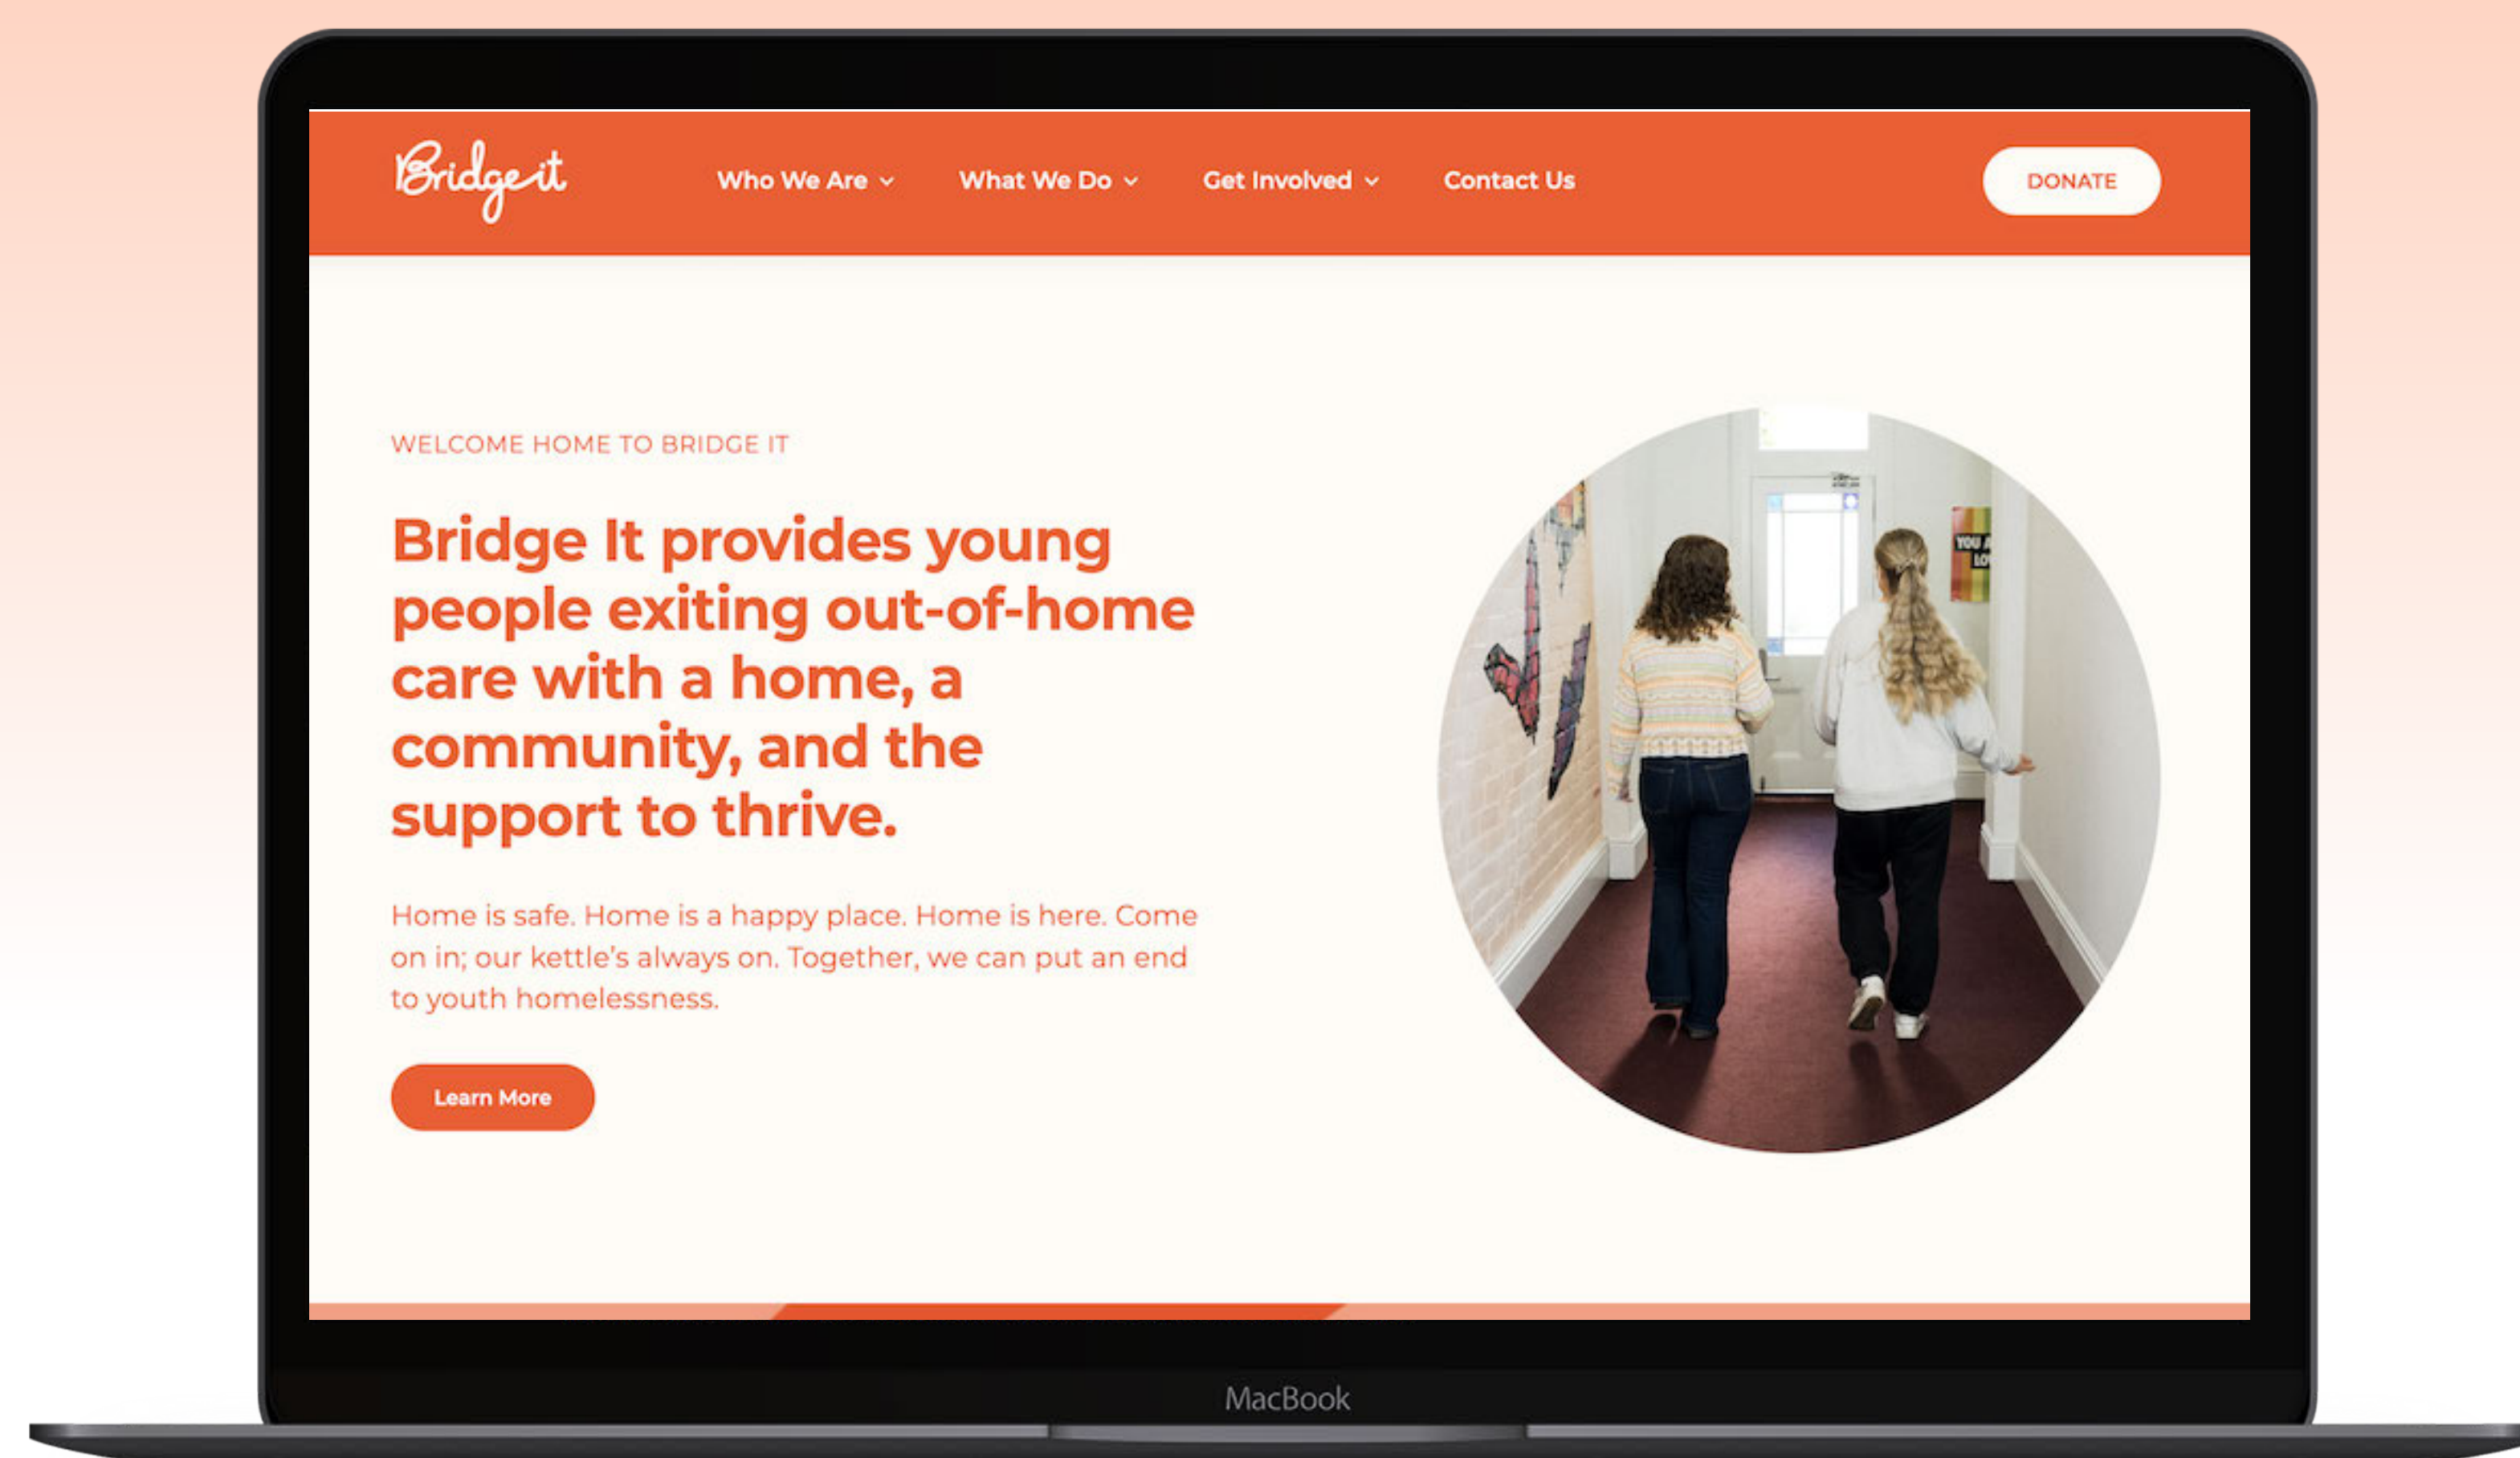 Bridge it
Who We Are
What We Do
Get Involved
Contact Us
DONATE
WELCOME HOME TO BRIDGE IT
Bridge It provides young
people exiting out-of-home
care with a home, a
community, and the
support to thrive.
Home is safe. Home is a happy place. Home is here. Come
on in; our kettle’s always on. Together, we can put an end
to youth homelessness.
Learn More
YOU
MacBook